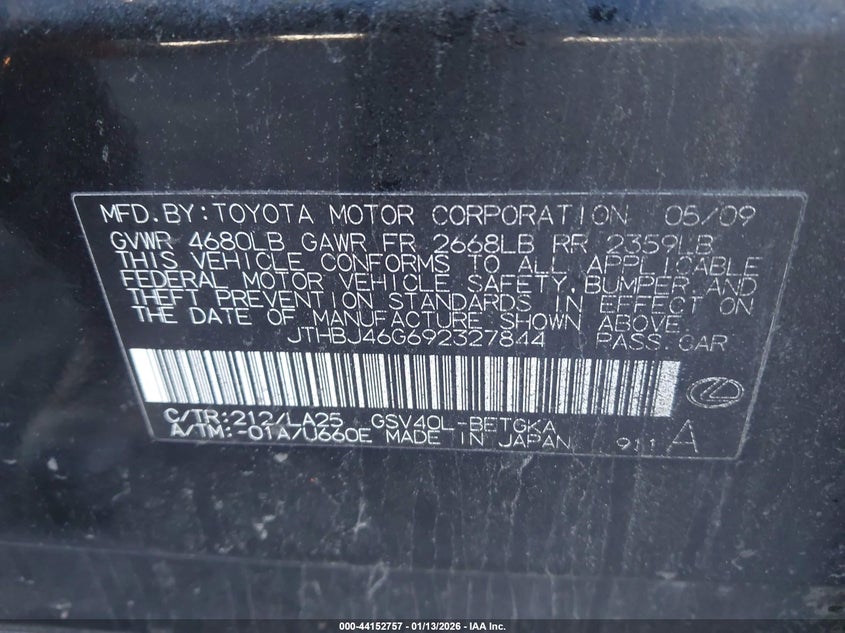 MFD.BY:TOYOTA MOTOR CORPORATION 05/09
GVWR 4680LB GAWR FR 2668LB RR 2359LB
THIS VEHICLE CONFORMS TO ALL APPLICABLE
FEDERAL MOTOR VEHICLE SAFETY,BUMPER AND
THEFT PREVENTION STANDARDS IN EFFECT ON
THE DATE OF MANUFACTURE SHOWN ABOVE.
JTHBJ46G692327844 PASS.CAR
C/TR:212/LA25 GSV40L-BETGKA
A/TM:-01A/U660E MADE IN JAPAN 911 A
000-44152757 - 01/13/2026 - IAA Inc.